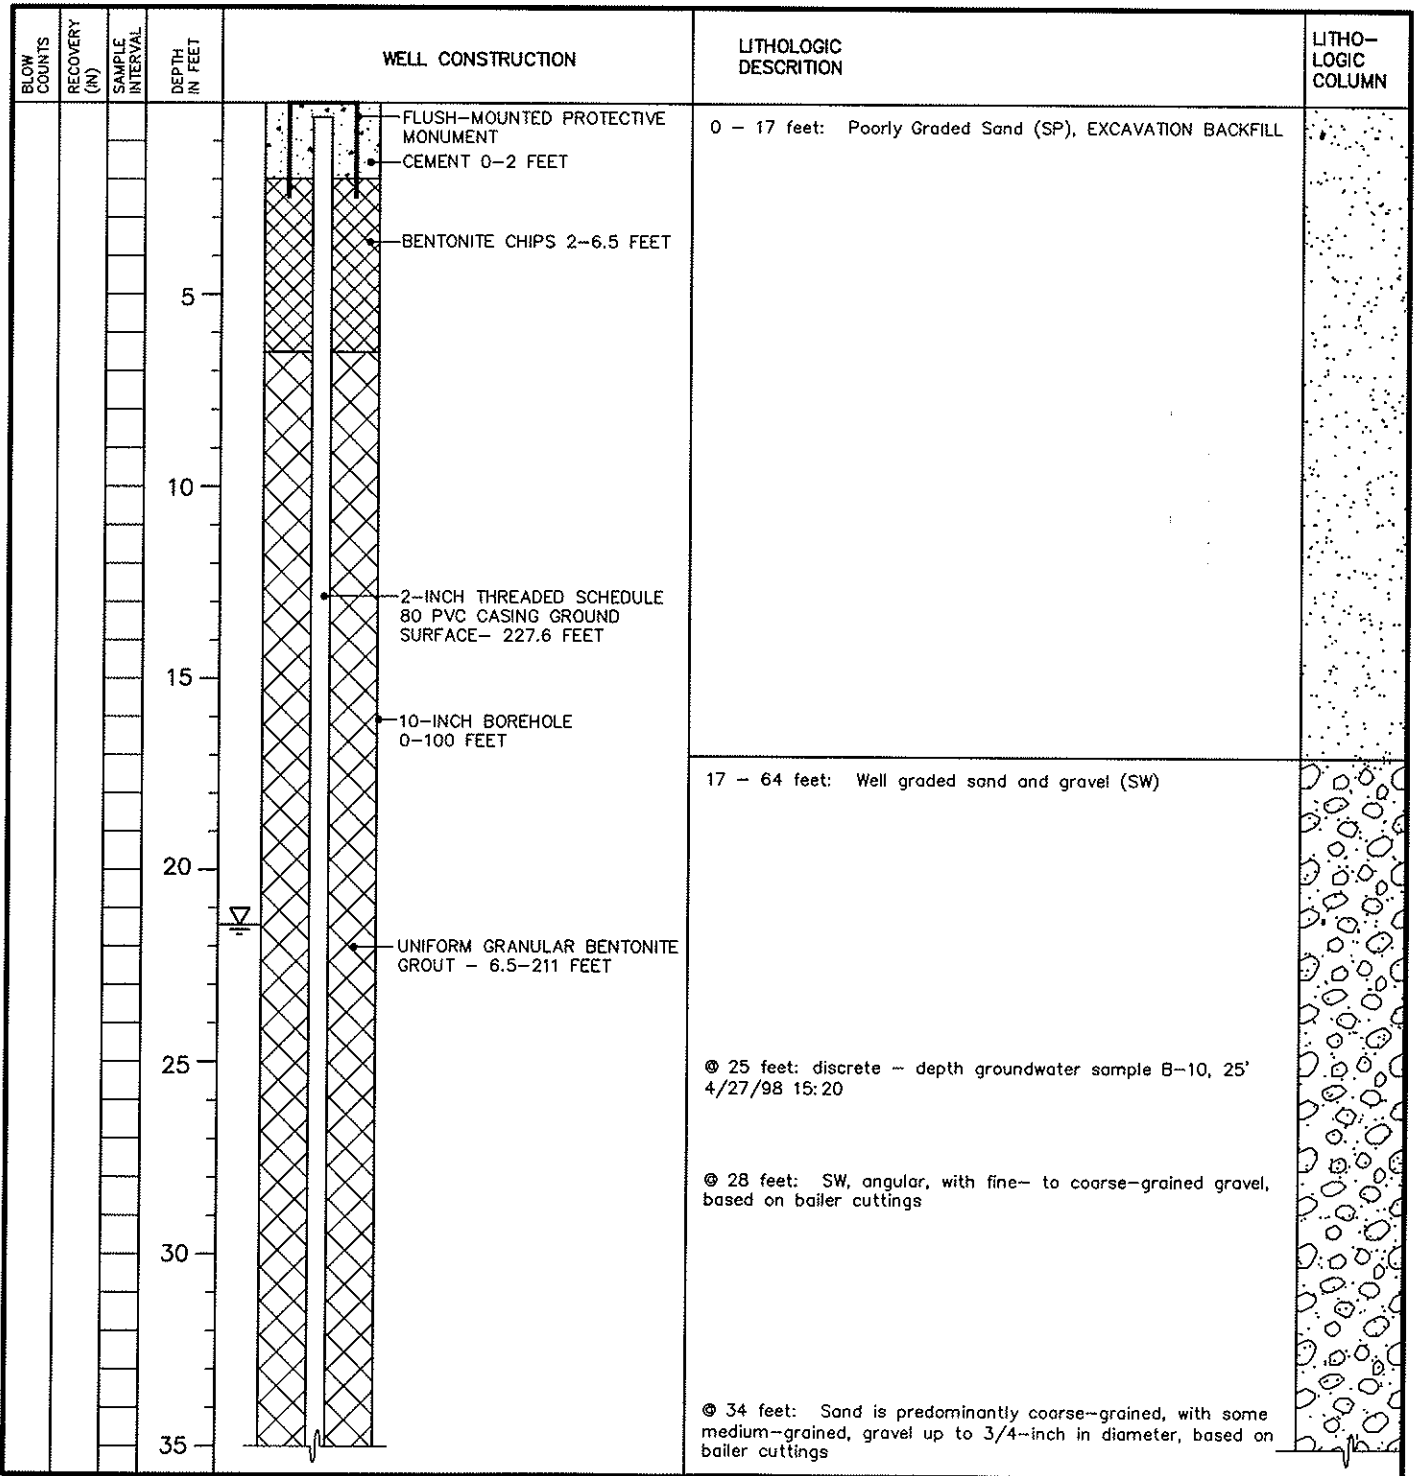 BLOW
COUNTS
RECOVERY
(IN)
SAMPLE
INTERVAL
DEPTH
IN FEET
WELL CONSTRUCTION
LITHOLOGIC
DESCRITION
LITHO-
LOGIC
COLUMN
FLUSH-MOUNTED PROTECTIVE
MONUMENT
CEMENT 0-2 FEET
BENTONITE CHIPS 2-6.5 FEET
5
10
2-INCH THREADED SCHEDULE
80 PVC CASING GROUND
SURFACE- 227.6 FEET
15
10-INCH BOREHOLE
0-100 FEET
20
UNIFORM GRANULAR BENTONITE
GROUT - 6.5-211 FEET
25
30
35
0 - 17 feet: Poorly Graded Sand (SP), EXCAVATION BACKFILL
17 - 64 feet: Well graded sand and gravel (SW)
@ 25 feet: discrete - depth groundwater sample B-10, 25'
4/27/98 15:20
@ 28 feet: SW, angular, with fine- to coarse-grained gravel,
based on bailer cuttings
@ 34 feet: Sand is predominantly coarse-grained, with some
medium-grained, gravel up to 3/4-inch in diameter, based on
bailer cuttings